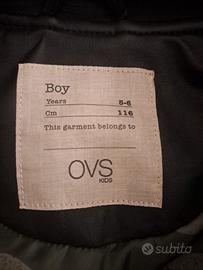 Boy
Years 5-6
Cm 116
This garment belongs to
OVS
KIDS
subito